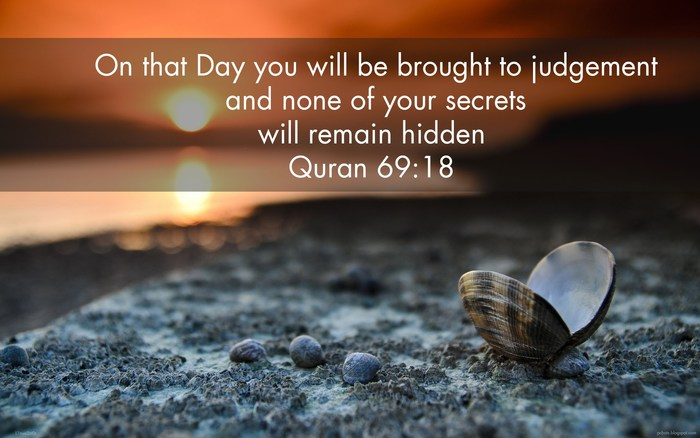 On that Day you will be brought to judgement
and none of your secrets
will remain hidden
Quran 69:18